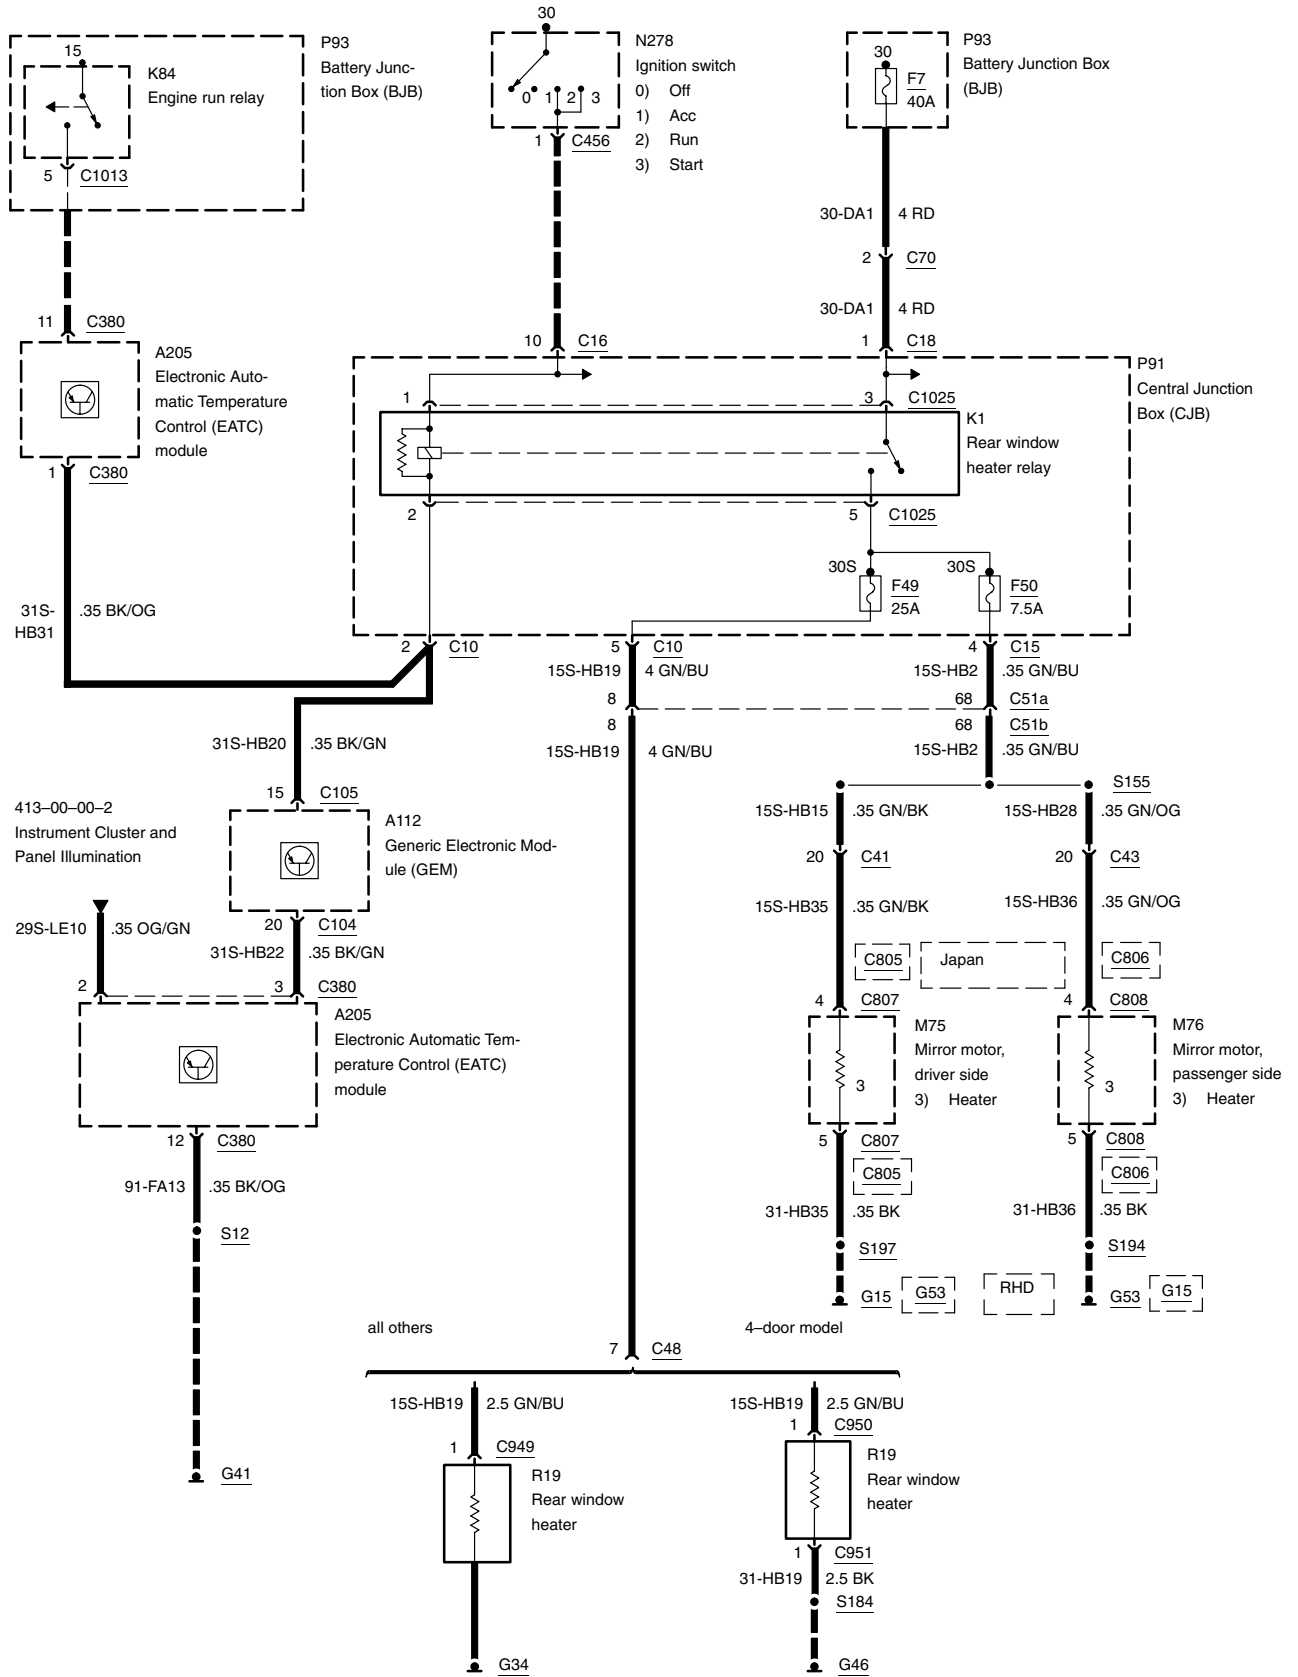 15
K84
Engine run relay
5 C1013
P93
Battery Junc-
tion Box (BJB)
30
0 1 2 3
1 C456
N278
Ignition switch
0) Off
1) Acc
2) Run
3) Start
30
F7
40A
P93
Battery Junction Box
(BJB)
30-DA1 4 RD
2 C70
30-DA1 4 RD
11 C380
A205
Electronic Auto-
matic Temperature
Control (EATC)
module
1 C380
10 C16
1 C18
P91
Central Junction
Box (CJB)
1
3 C1025
K1
Rear window
heater relay
2
5 C1025
30S
F49
25A
30S
F50
7.5A
31S-
HB31
.35 BK/OG
2 C10
5 C10
4 C15
15S-HB19 4 GN/BU
15S-HB2 .35 GN/BU
8
68 C51a
8
68 C51b
15S-HB19 4 GN/BU
15S-HB2 .35 GN/BU
31S-HB20 .35 BK/GN
S155
15 C105
413–00–00–2
Instrument Cluster and
Panel Illumination
A112
Generic Electronic Mod-
ule (GEM)
15S-HB15 .35 GN/BK
15S-HB28 .35 GN/OG
20 C41
20 C43
15S-HB35 .35 GN/BK
15S-HB36 .35 GN/OG
29S-LE10 .35 OG/GN
20 C104
31S-HB22 .35 BK/GN
C805
Japan
C806
2
3 C380
A205
Electronic Automatic Tem-
perature Control (EATC)
module
4 C807
4 C808
3
M75
Mirror motor,
driver side
3) Heater
3
M76
Mirror motor,
passenger side
3) Heater
12 C380
5 C807
5 C808
C805
C806
91-FA13 .35 BK/OG
31-HB35 .35 BK
31-HB36 .35 BK
S12
S197
S194
G15
G53
RHD
G53
G15
all others
4–door model
7 C48
15S-HB19 2.5 GN/BU
15S-HB19 2.5 GN/BU
1 C949
1 C950
R19
Rear window
heater
R19
Rear window
heater
G41
1 C951
31-HB19 2.5 BK
S184
G34
G46